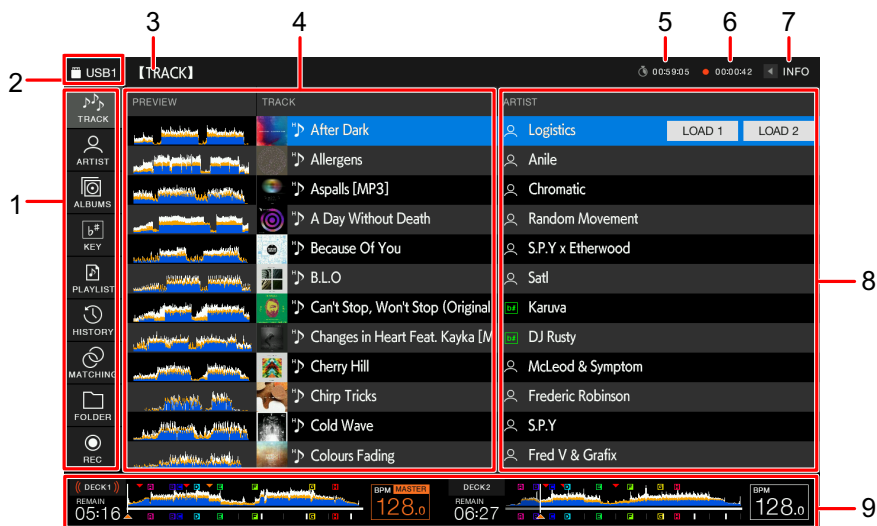 3 4 5 6 7
2 USB1 【TRACK】 00:59:05 00:00:42 INFO
PREVIEW TRACK ARTIST
TRACK
After Dark Logistics LOAD 1 LOAD 2
ARTIST
Allergens Anile
ALBUMS
Aspalls [MP3] Chromatic
1
A Day Without Death Random Movement
KEY
Because Of You S.P.Y x Etherwood
PLAYLIST
B.L.O Satl
8
HISTORY
Can't Stop, Won't Stop (Original Karuva
Changes in Heart Feat. Kayka [M DJ Rusty
MATCHING
Cherry Hill McLeod & Symptom
FOLDER
Chirp Tricks Frederic Robinson
Cold Wave S.P.Y
REC
Colours Fading Fred V & Grafix
DECK1 BPM MASTER DECK2 BPM
REMAIN REMAIN
05:16 128.0 06:27 128.0
9